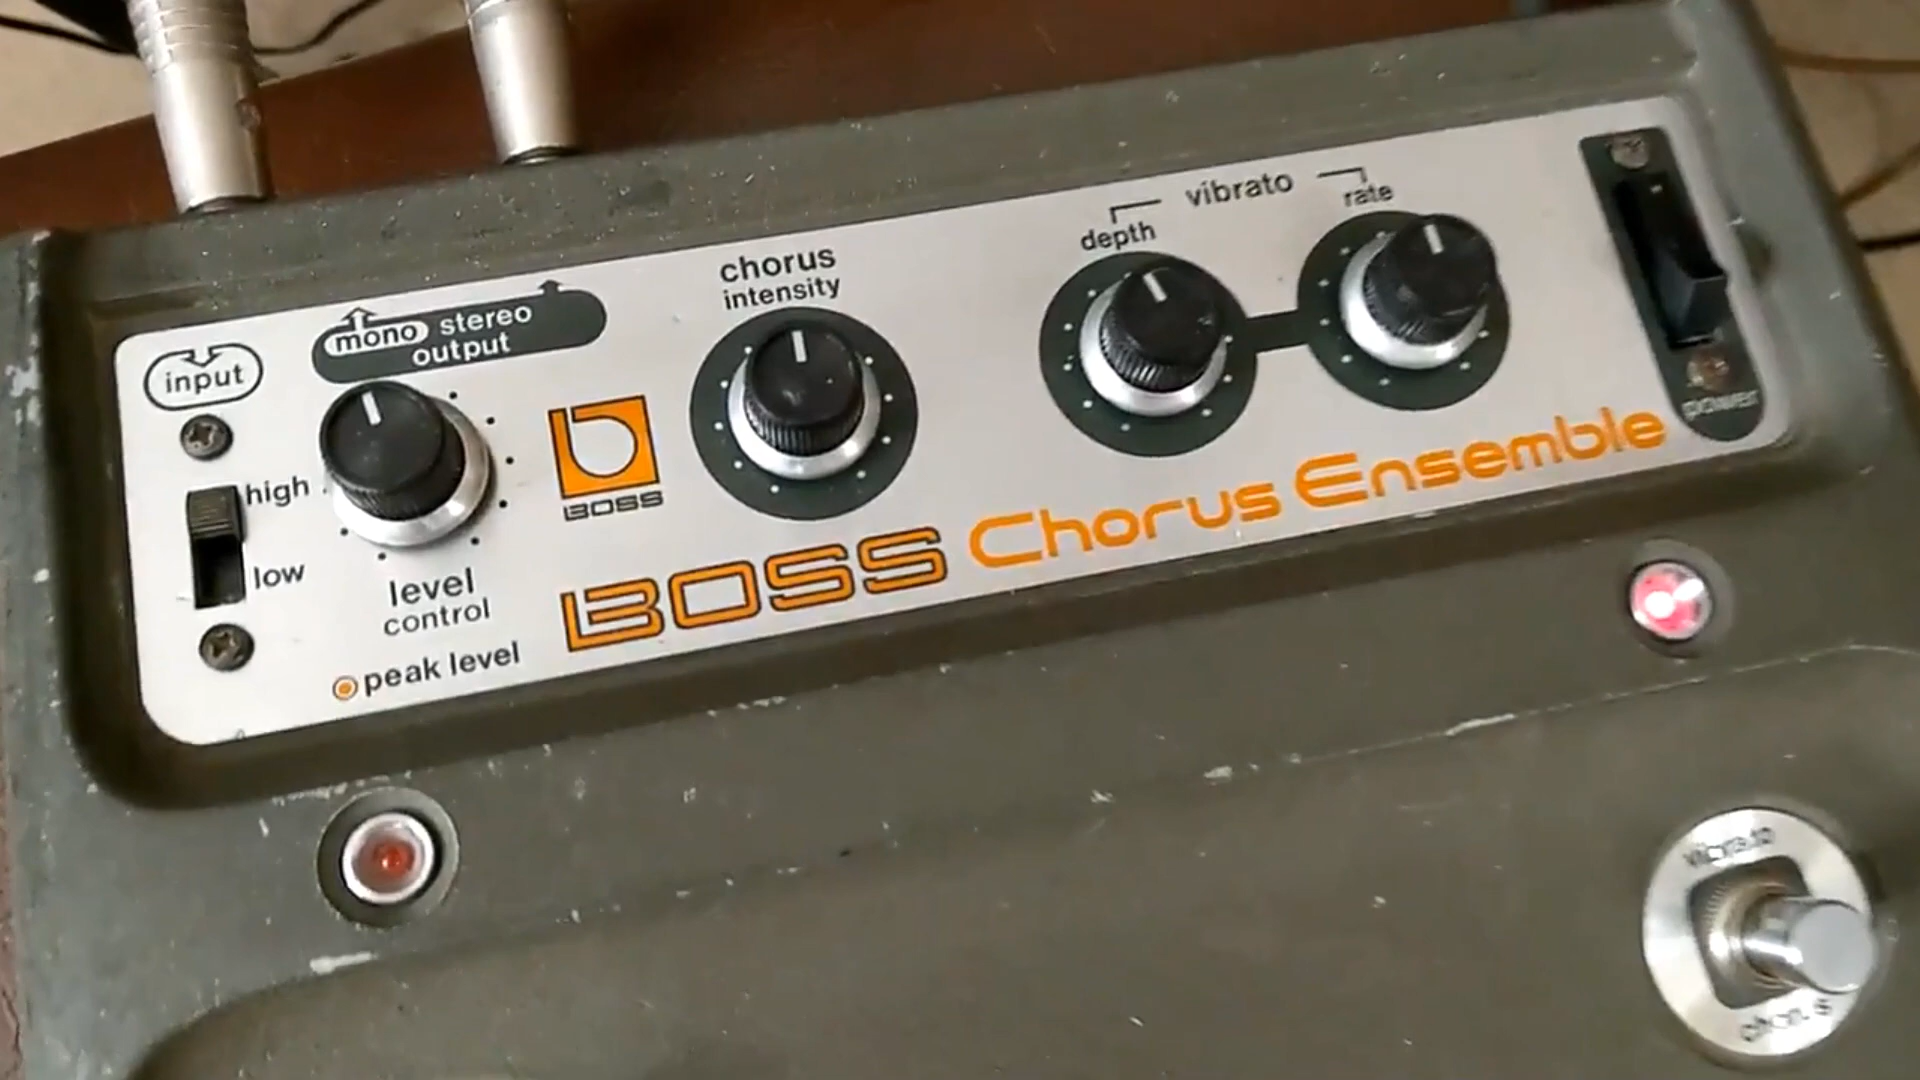 input
mono stereo
output
high
low
level
control
peak level
BOSS
chorus
intensity
vibrato
depth
rate
power
BOSS Chorus Ensemble
vibrato